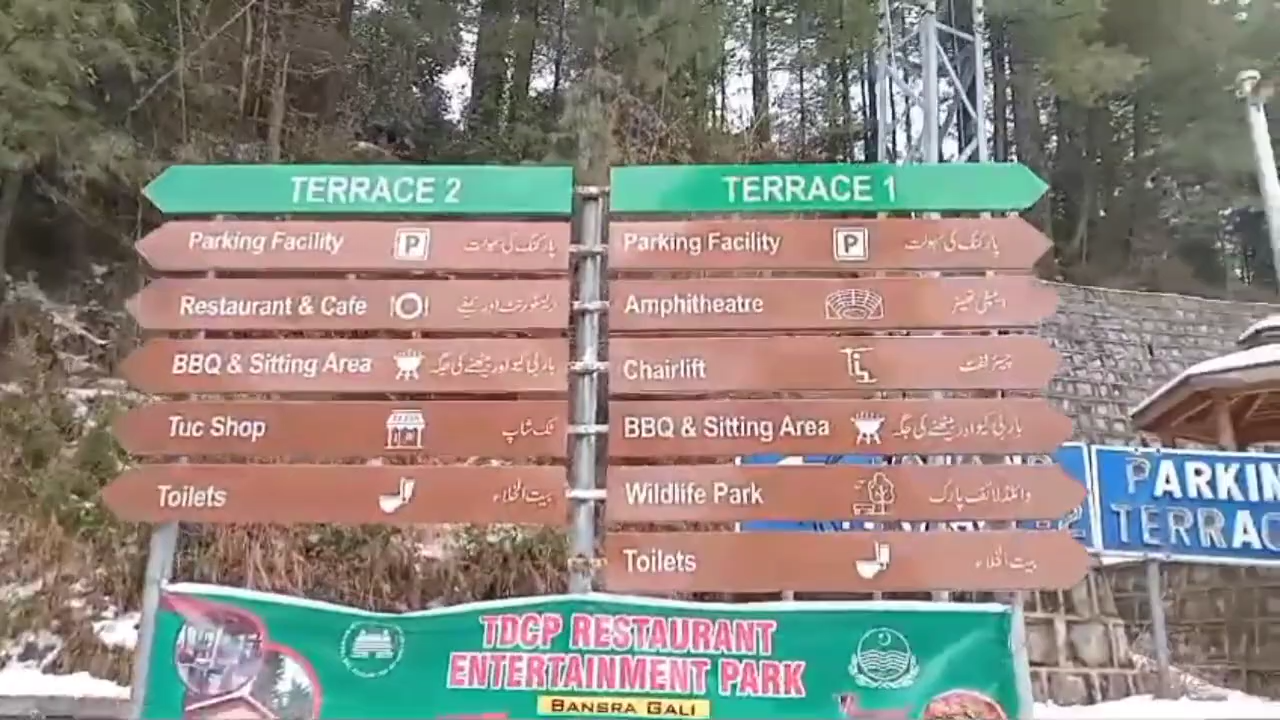 TERRACE 2
Parking Facility P پارکنگ کی سہولت
Restaurant & Cafe ریسٹورنٹ اور کیفے
BBQ & Sitting Area باربی کیو اور بیٹھنے کی جگہ
Tuc Shop ٹک شاپ
Toilets بیت الخلاء
TERRACE 1
Parking Facility P پارکنگ کی سہولت
Amphitheatre ایمفی تھیٹر
Chairlift چیئر لفٹ
BBQ & Sitting Area باربی کیو اور بیٹھنے کی جگہ
Wildlife Park وائلڈ لائف پارک
Toilets بیت الخلاء
PARKIN
TERRAC
TDCP RESTAURANT
ENTERTAINMENT PARK
BANSRA GALI